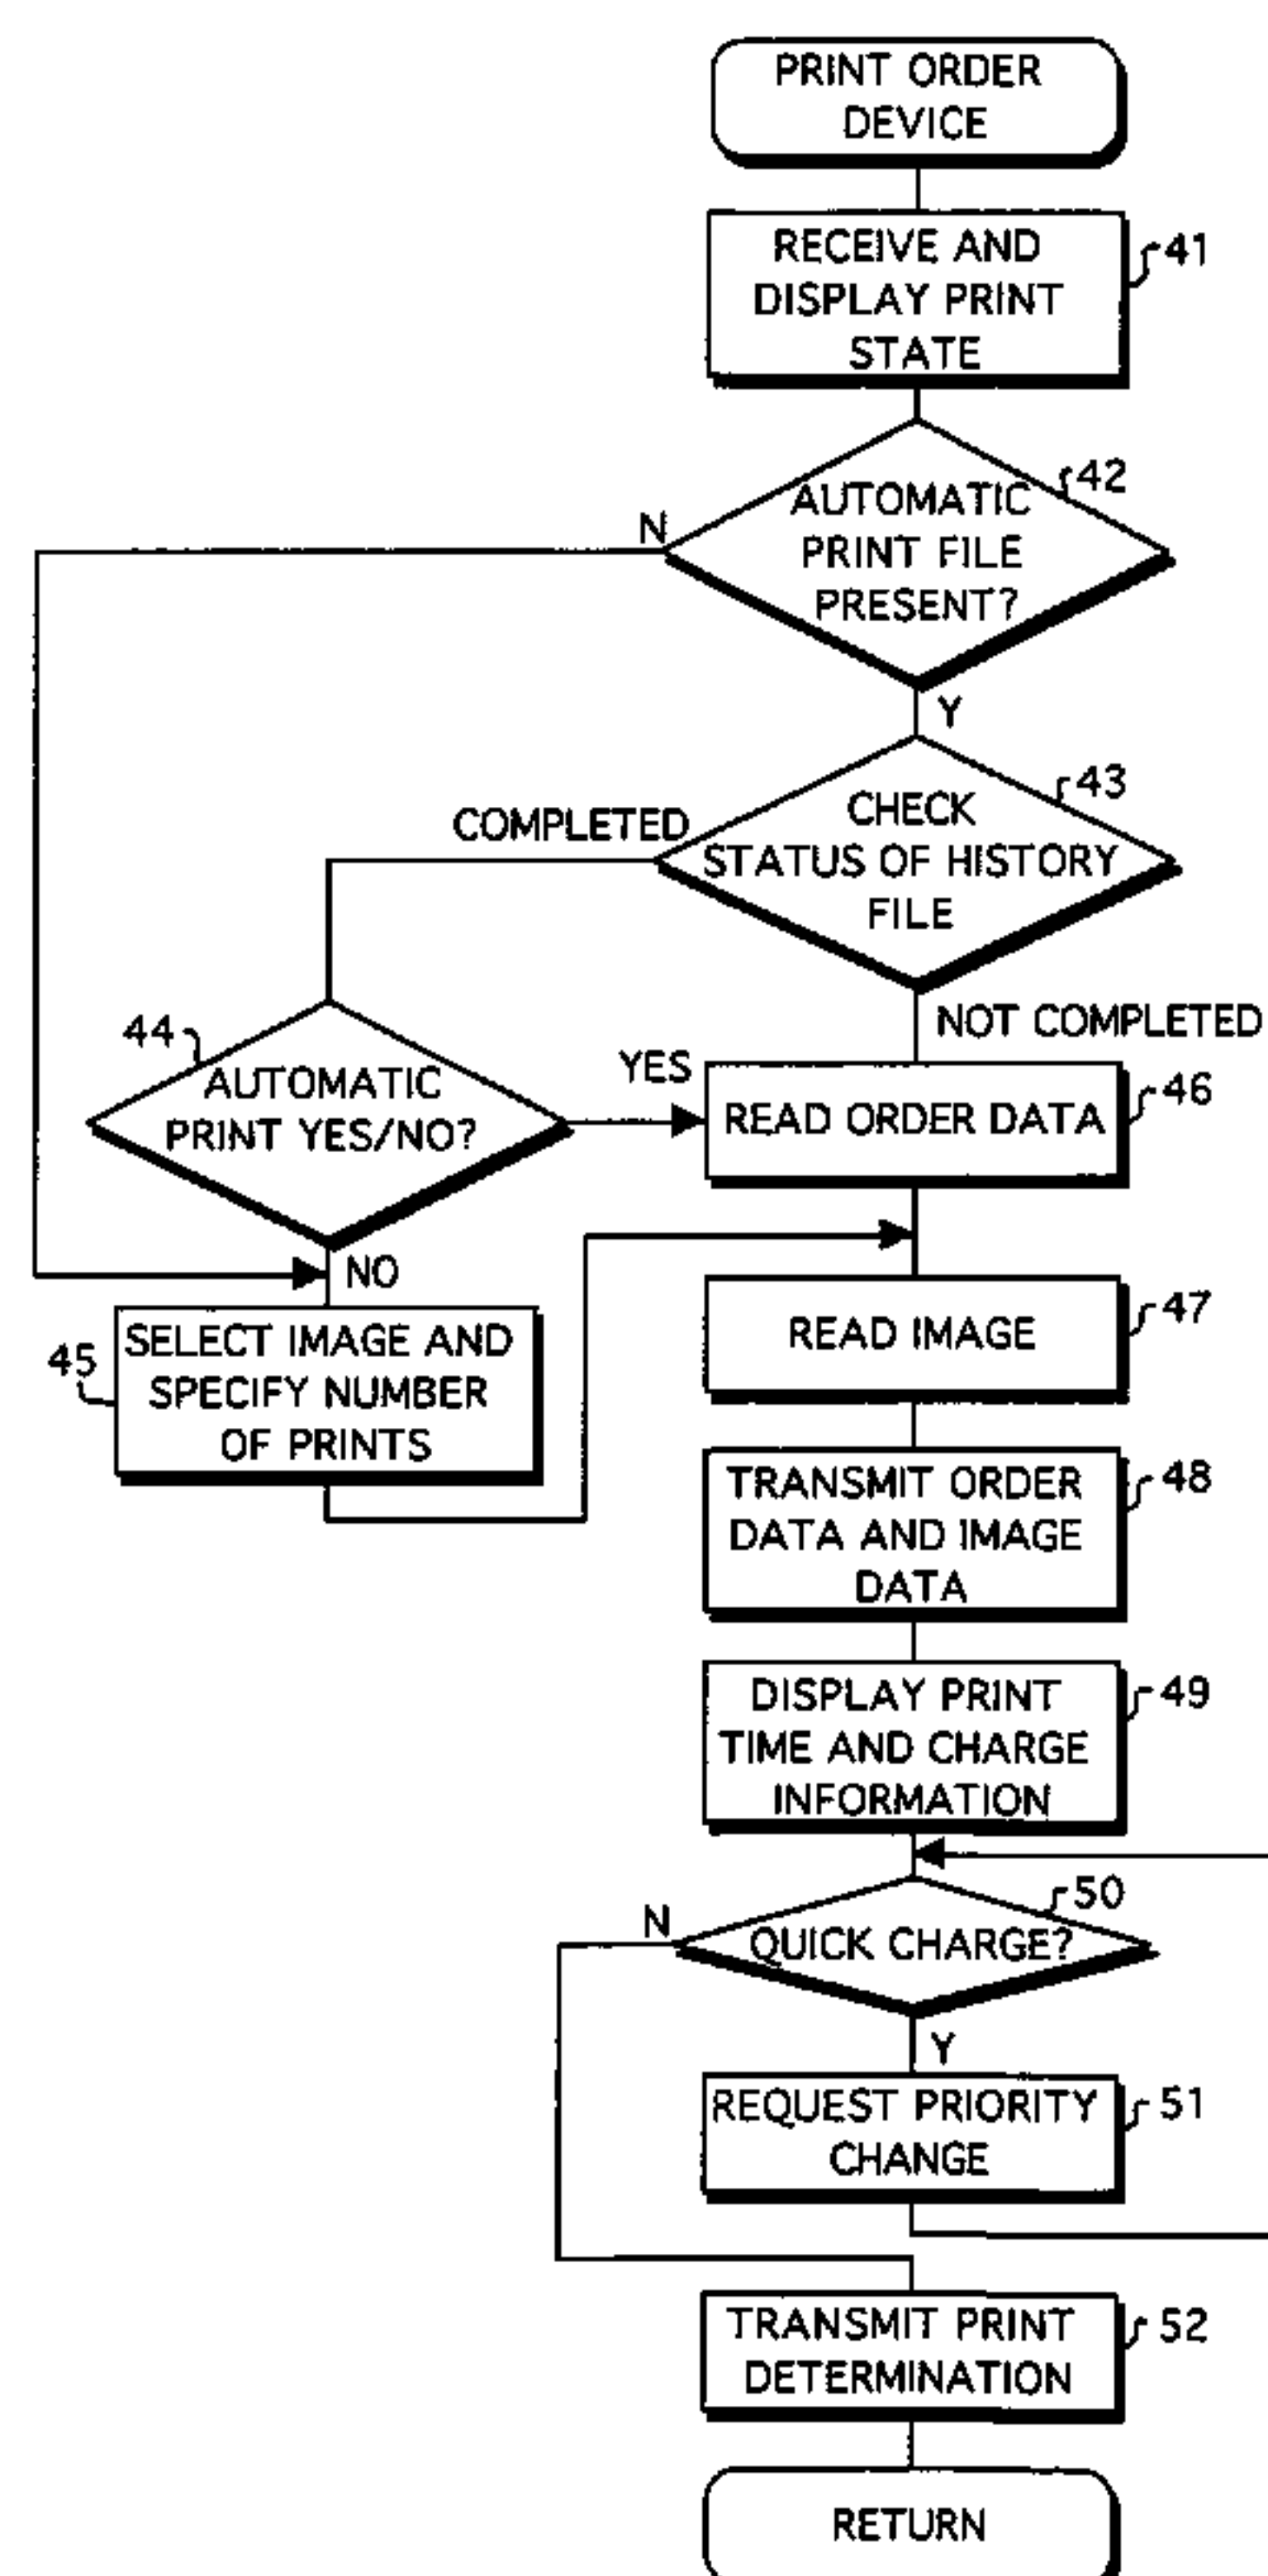 PRINT ORDER
DEVICE
RECEIVE AND
DISPLAY PRINT
STATE
41
AUTOMATIC
PRINT FILE
PRESENT?
42
N
Y
CHECK
STATUS OF HISTORY
FILE
43
COMPLETED
NOT COMPLETED
44
AUTOMATIC
PRINT YES/NO?
YES
READ ORDER DATA
46
NO
45
SELECT IMAGE AND
SPECIFY NUMBER
OF PRINTS
READ IMAGE
47
TRANSMIT ORDER
DATA AND IMAGE
DATA
48
DISPLAY PRINT
TIME AND CHARGE
INFORMATION
49
N
QUICK CHARGE?
50
Y
REQUEST PRIORITY
CHANGE
51
TRANSMIT PRINT
DETERMINATION
52
RETURN